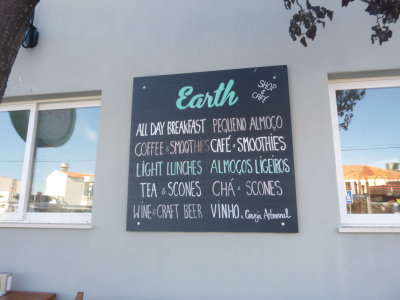 Earth
SHOP & CAFÉ
ALL DAY BREAKFAST PEQUENO ALMOÇO
COFFEE & SMOOTHIES CAFÉ & SMOOTHIES
LIGHT LUNCHES ALMOÇOS LIGEIROS
TEA & SCONES CHÁ & SCONES
WINE & CRAFT BEER VINHO & Cerveja Artesanal